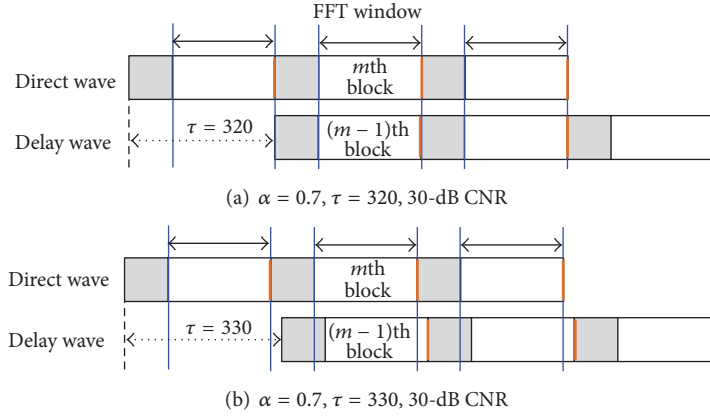 FFT window
Direct wave
mth
block
Delay wave
τ = 320
(m − 1)th
block
(a) α = 0.7, τ = 320, 30-dB CNR
Direct wave
mth
block
Delay wave
τ = 330
(m − 1)th
block
(b) α = 0.7, τ = 330, 30-dB CNR